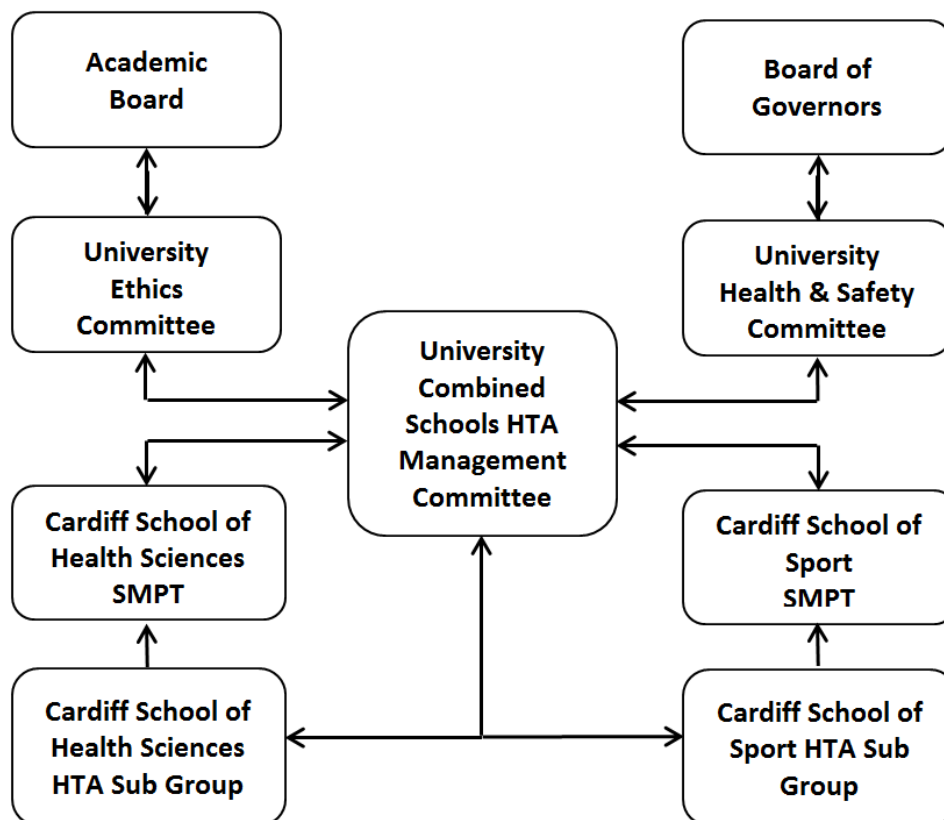 Academic
Board
Board of
Governors
University
Ethics
Committee
University
Health & Safety
Committee
University
Combined
Schools HTA
Management
Committee
Cardiff School of
Health Sciences
SMPT
Cardiff School of
Sport
SMPT
Cardiff School of
Health Sciences
HTA Sub Group
Cardiff School of
Sport HTA Sub
Group